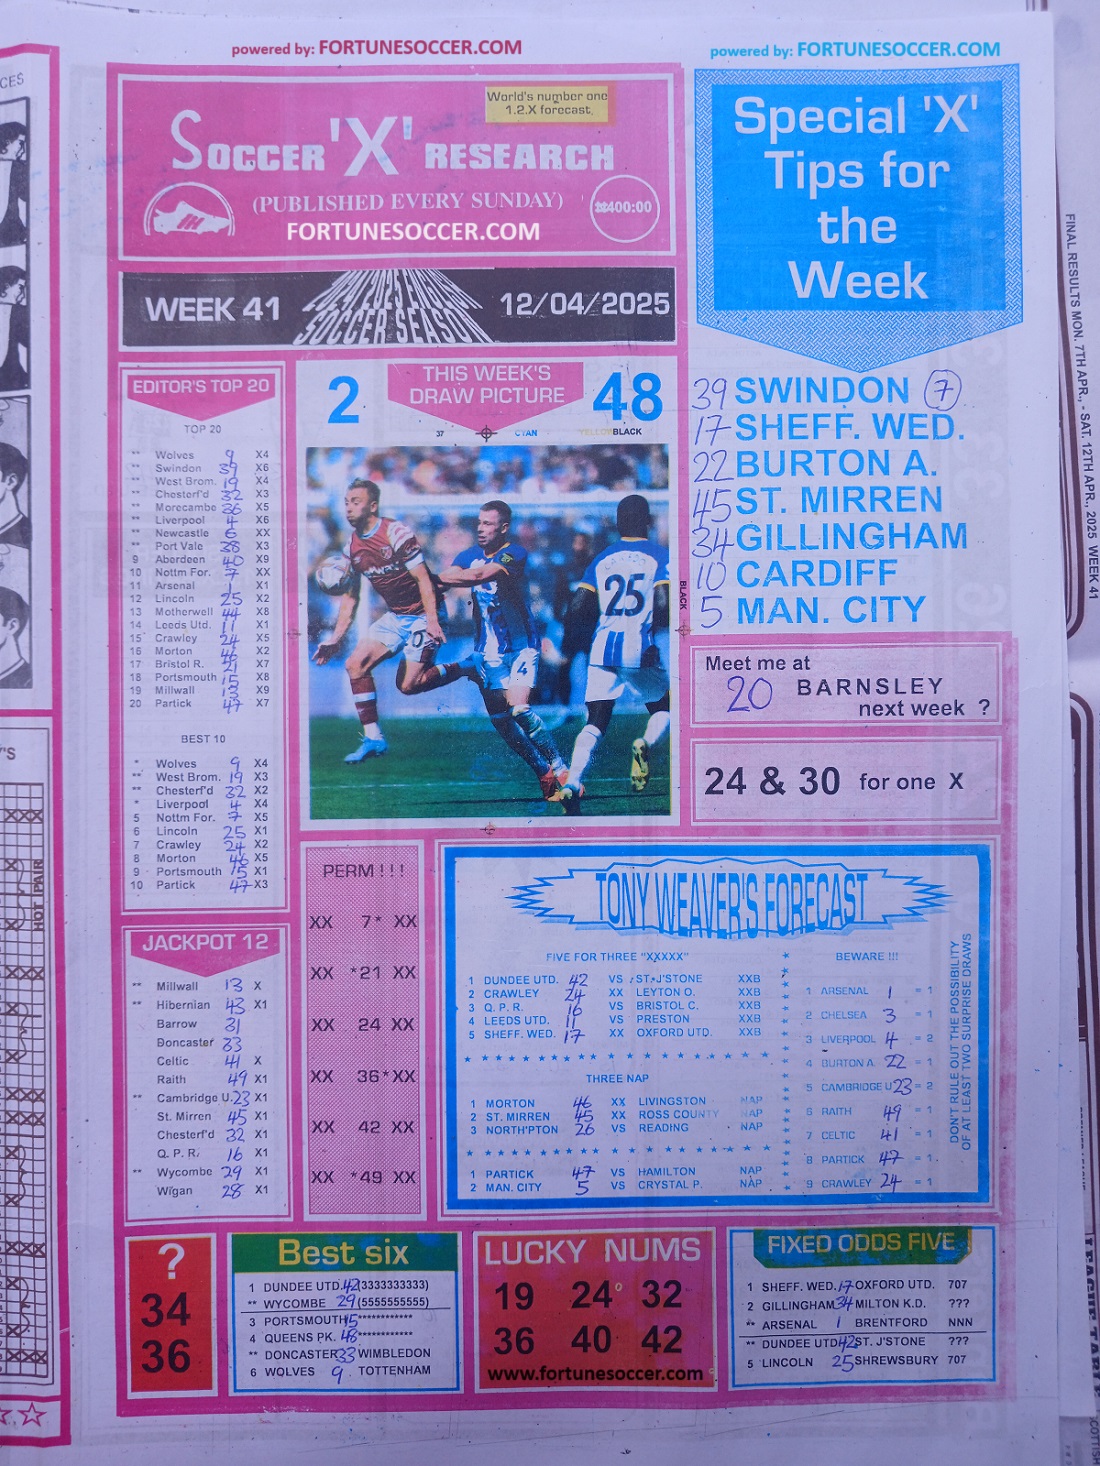 powered by: FORTUNESOCCER.COM
powered by: FORTUNESOCCER.COM
World's number one
1.2.X forecast.
SOCCER 'X' RESEARCH
(PUBLISHED EVERY SUNDAY)
400:00
FORTUNESOCCER.COM
WEEK 41
2024/2025 ENGLISH
SOCCER SEASON
12/04/2025
Special 'X'
Tips for
the
Week
39 SWINDON 7
17 SHEFF. WED.
22 BURTON A.
45 ST. MIRREN
34 GILLINGHAM
10 CARDIFF
5 MAN. CITY
Meet me at
20 BARNSLEY
next week ?
24 & 30 for one X
EDITOR'S TOP 20
TOP 20
** Wolves 9 X4
** Swindon 39 X6
** West Brom. 19 X4
** Chesterf'd 32 X3
** Morecambe 36 X5
** Liverpool 4 X6
** Newcastle 6 XX
** Port Vale 38 X3
9 Aberdeen 40 X9
10 Nottm For. 7 XX
11 Arsenal 1 X1
12 Lincoln 25 X2
13 Motherwell 44 X8
14 Leeds Utd. 11 X1
15 Crawley 24 X5
16 Morton 46 X2
17 Bristol R. 21 X7
18 Portsmouth 15 X8
19 Millwall 13 X9
20 Partick 47 X7
BEST 10
* Wolves 9 X4
** West Brom. 19 X3
** Chesterf'd 32 X2
* Liverpool 4 X4
5 Nottm For. 7 X5
6 Lincoln 25 X1
7 Crawley 24 X2
8 Morton 46 X5
9 Portsmouth 15 X1
10 Partick 47 X3
2
THIS WEEK'S
DRAW PICTURE
48
37 CYAN YELLOW BLACK
BLACK
25
4
JACKPOT 12
** Millwall 13 X
** Hibernian 43 X1
Barrow 31
Doncaster 33
Celtic 41 X
Raith 49 X1
** Cambridge U. 23 X1
St. Mirren 45 X1
Chesterf'd 32 X1
Q. P. R. 16 X1
** Wycombe 29 X1
Wigan 28 X1
PERM ! ! !
XX 7* XX
XX *21 XX
XX 24 XX
XX 36* XX
XX 42 XX
XX *49 XX
TONY WEAVER'S FORECAST
FIVE FOR THREE "XXXXX"
1 DUNDEE UTD. 42 VS ST. J'STONE XXB
2 CRAWLEY 24 XX LEYTON O. XXB
3 Q. P. R. 16 VS BRISTOL C. XXB
4 LEEDS UTD. 11 VS PRESTON XXB
5 SHEFF. WED. 17 XX OXFORD UTD. XXB
THREE NAP
1 MORTON 46 XX LIVINGSTON NAP
2 ST. MIRREN 45 XX ROSS COUNTY NAP
3 NORTH'PTON 26 VS READING NAP
1 PARTICK 47 VS HAMILTON NAP
2 MAN. CITY 5 VS CRYSTAL P. NAP
BEWARE !!!
1 ARSENAL 1 = 1
2 CHELSEA 3 = 1
3 LIVERPOOL 4 = 2
4 BURTON A. 22 = 1
5 CAMBRIDGE U 23 = 2
6 RAITH 49 = 1
7 CELTIC 41 = 1
8 PARTICK 47 = 1
9 CRAWLEY 24 = 1
DON'T RULE OUT THE POSSIBILITY
OF AT LEAST TWO SURPRISE DRAWS
?
34
36
Best six
1 DUNDEE UTD. 42 (3333333333)
** WYCOMBE 29 (5555555555)
3 PORTSMOUTH 15 ************
4 QUEENS PK. 48 ************
** DONCASTER 33 WIMBLEDON
6 WOLVES 9 TOTTENHAM
LUCKY NUMS
19 24 32
36 40 42
www.fortunesoccer.com
FIXED ODDS FIVE
1 SHEFF. WED. 17 OXFORD UTD. 707
2 GILLINGHAM 34 MILTON K.D. ???
** ARSENAL 1 BRENTFORD NNN
** DUNDEE UTD 42 ST. J'STONE ???
5 LINCOLN 25 SHREWSBURY 707
FINAL RESULTS MON. 7TH APR., - SAT. 12TH APR., 2025 WEEK 41
HOT PAIR
LEAGUE TABLE